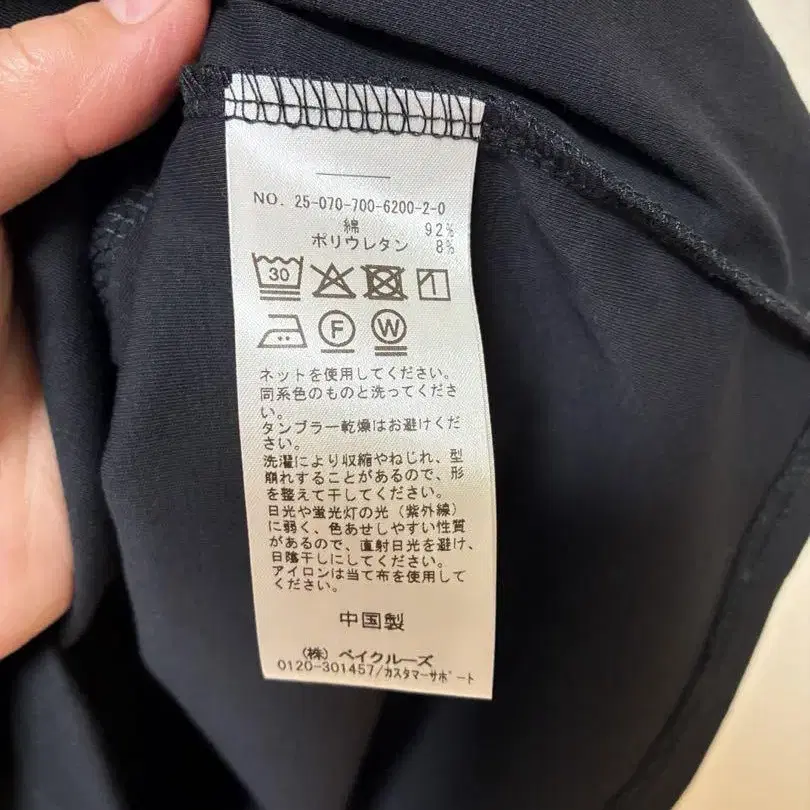 NO. 25-070-700-6200-2-0
綿 92%
ポリウレタン 8%
30
F W
ネットを使用してください。
同系色のものと洗ってくださ
い。
タンブラー乾燥はお避けくだ
さい。
洗濯により収縮やねじれ、型
崩れすることがあるので、形
を整えて干してください。
日光や蛍光灯の光（紫外線）
に弱く、色あせしやすい性質
があるので、直射日光を避け、
日陰干しにしてください。
アイロンは当て布を使用して
ください。
中国製
（株）ベイクルーズ
0120-301457/カスタマーサポート